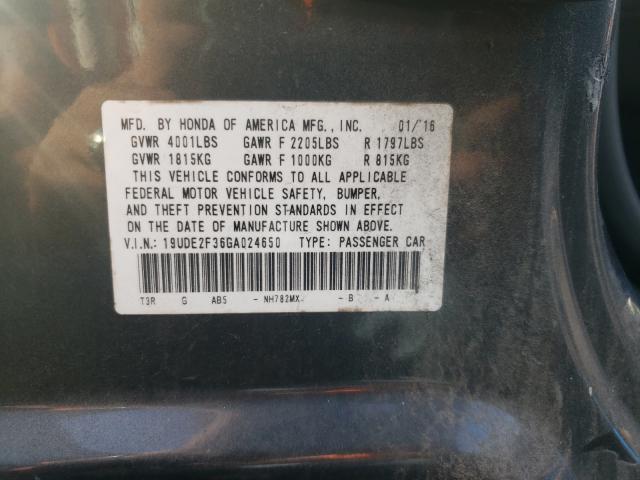 MFD. BY HONDA OF AMERICA MFG., INC. 01/'16
GVWR 4001LBS GAWR F 2205LBS R 1797LBS
GVWR 1815KG GAWR F 1000KG R 815KG
THIS VEHICLE CONFORMS TO ALL APPLICABLE
FEDERAL MOTOR VEHICLE SAFETY, BUMPER,
AND THEFT PREVENTION STANDARDS IN EFFECT
ON THE DATE OF MANUFACTURE SHOWN ABOVE.
V.I.N.: 19UDE2F36GA024650 TYPE: PASSENGER CAR
T3R G AB5 - NH782MX - B - A